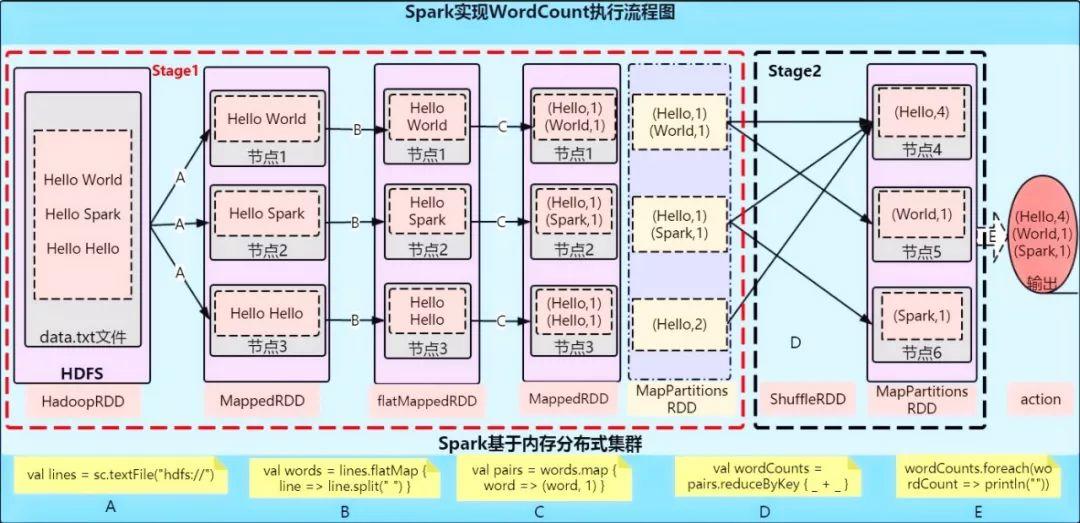 Spark实现WordCount执行流程图
Stage1
Hello World
Hello Spark
Hello Hello
data.txt文件
HDFS
HadoopRDD
A
A
A
Hello World
节点1
Hello Spark
节点2
Hello Hello
节点3
MappedRDD
B
B
B
Hello
World
节点1
Hello
Spark
节点2
Hello
Hello
节点3
flatMappedRDD
C
C
C
(Hello,1)
(World,1)
节点1
(Hello,1)
(Spark,1)
节点2
(Hello,1)
(Hello,1)
节点3
MappedRDD
(Hello,1)
(World,1)
(Hello,1)
(Spark,1)
(Hello,2)
MapPartitions
RDD
Stage2
D
ShuffleRDD
(Hello,4)
节点4
(World,1)
节点5
(Spark,1)
节点6
MapPartitions
RDD
E
(Hello,4)
(World,1)
(Spark,1)
输出
action
Spark基于内存分布式集群
val lines = sc.textFile("hdfs://")
A
val words = lines.flatMap {
line => line.split(" ") }
B
val pairs = words.map {
word => (word, 1) }
C
val wordCounts =
pairs.reduceByKey { _ + _ }
D
wordCounts.foreach(wo
rdCount => println(""))
E